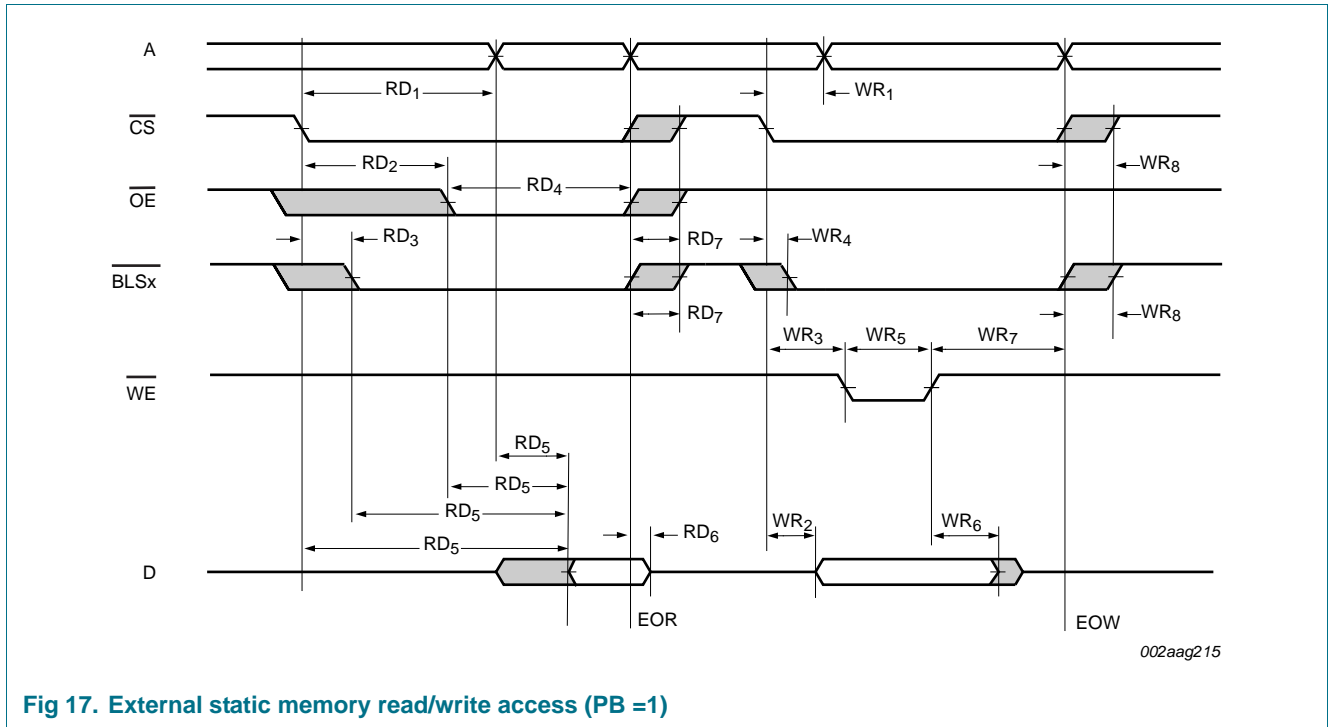 A
RD1
WR1
CS
RD2
RD4
WR8
OE
RD3
RD7
WR4
BLSx
RD7
WR8
WR3
WR5
WR7
WE
RD5
RD5
RD5
RD5
RD6
WR2
WR6
D
EOR
EOW
002aag215
Fig 17. External static memory read/write access (PB =1)